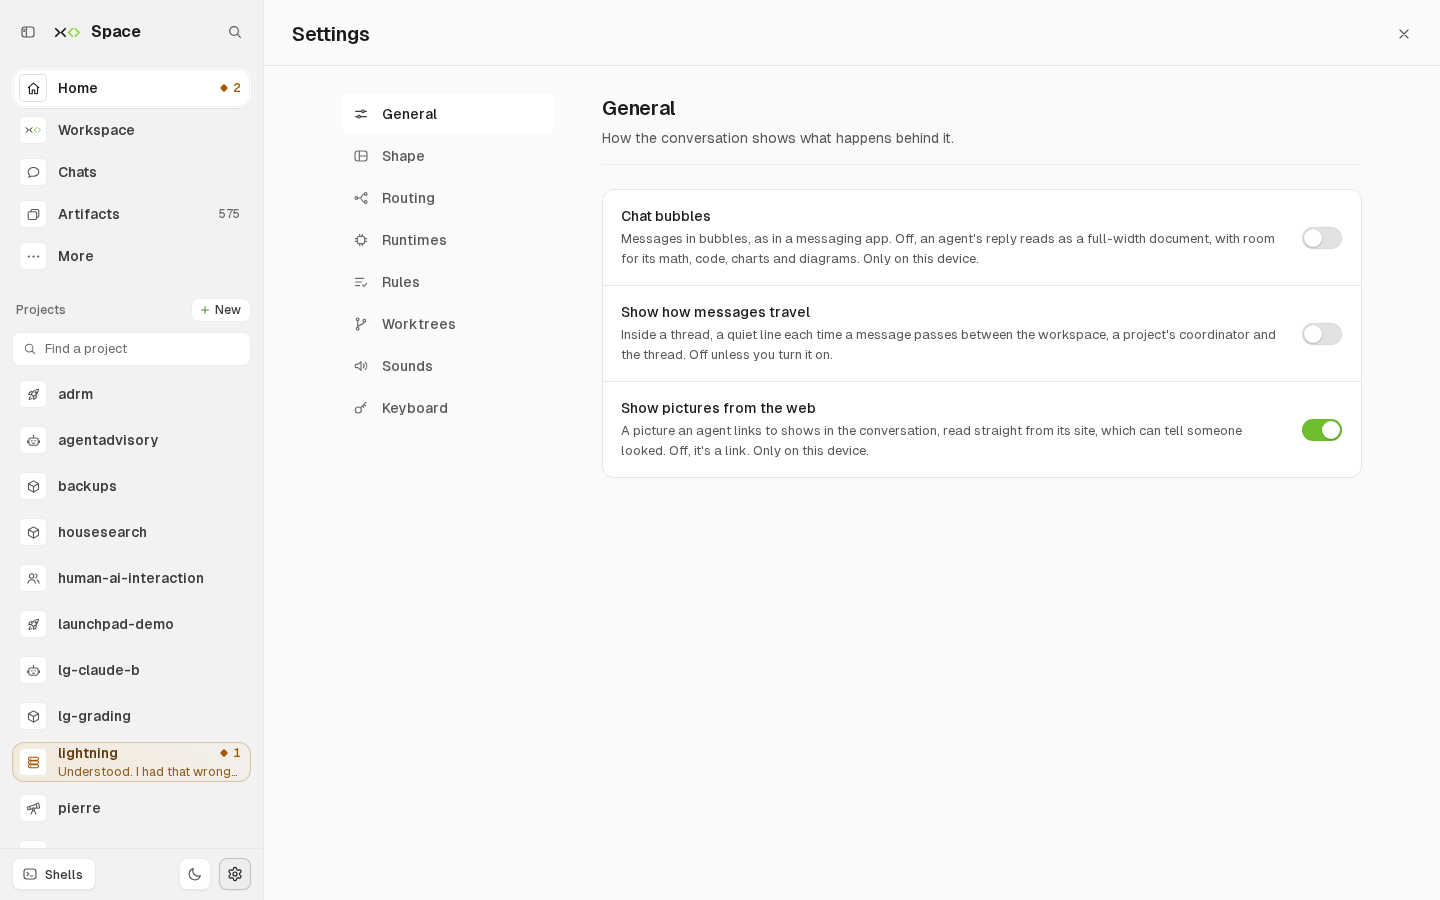 Space
Home
2
Workspace
Chats
Artifacts
575
More
Projects
New
Find a project
adrm
agentadvisory
backups
housesearch
human-ai-interaction
launchpad-demo
lg-claude-b
lg-grading
lightning
1
Understood. I had that wrong…
pierre
Shells
Settings
General
Shape
Routing
Runtimes
Rules
Worktrees
Sounds
Keyboard
General
How the conversation shows what happens behind it.
Chat bubbles
Messages in bubbles, as in a messaging app. Off, an agent's reply reads as a full-width document, with room
for its math, code, charts and diagrams. Only on this device.
Show how messages travel
Inside a thread, a quiet line each time a message passes between the workspace, a project's coordinator and
the thread. Off unless you turn it on.
Show pictures from the web
A picture an agent links to shows in the conversation, read straight from its site, which can tell someone
looked. Off, it's a link. Only on this device.